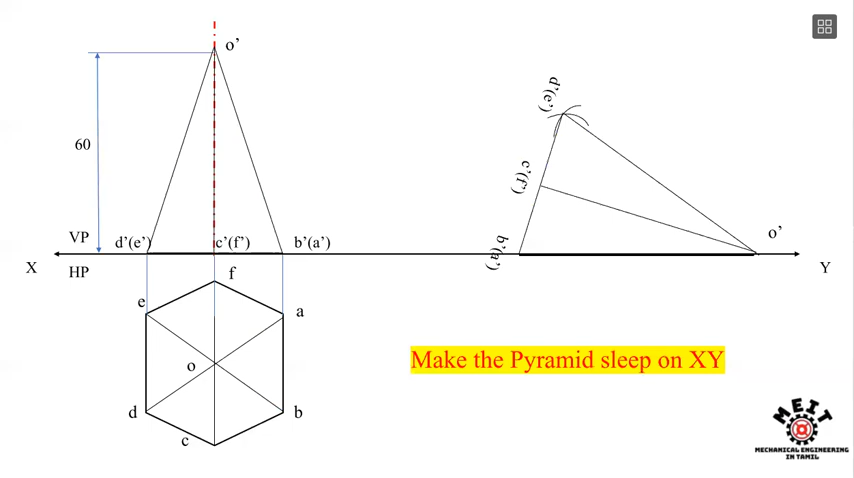 o’
60
VP
d’(e’)
c’(f’)
b’(a’)
X
HP
f
e
a
o
d
b
c
d’(e’)
c’(f’)
b’(a’)
o’
Y
Make the Pyramid sleep on XY
MEIT
MECHANICAL ENGINEERING
IN TAMIL